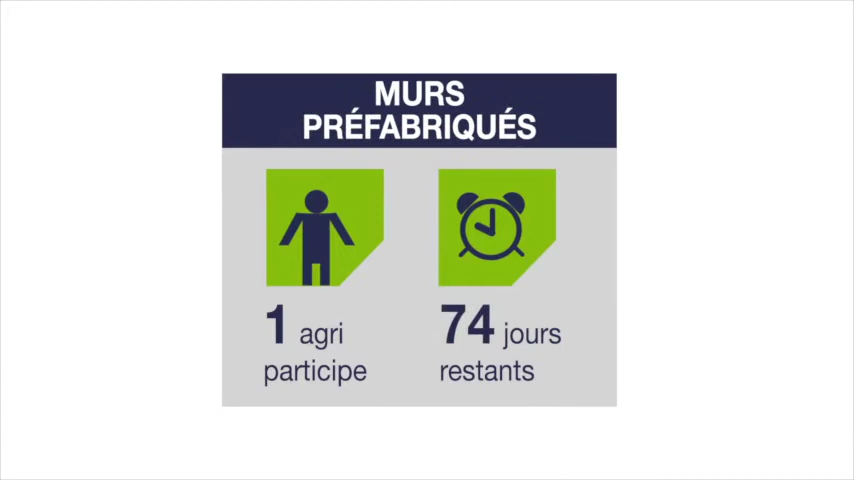 MURS
PRÉFABRIQUÉS
1 agri
participe
74 jours
restants